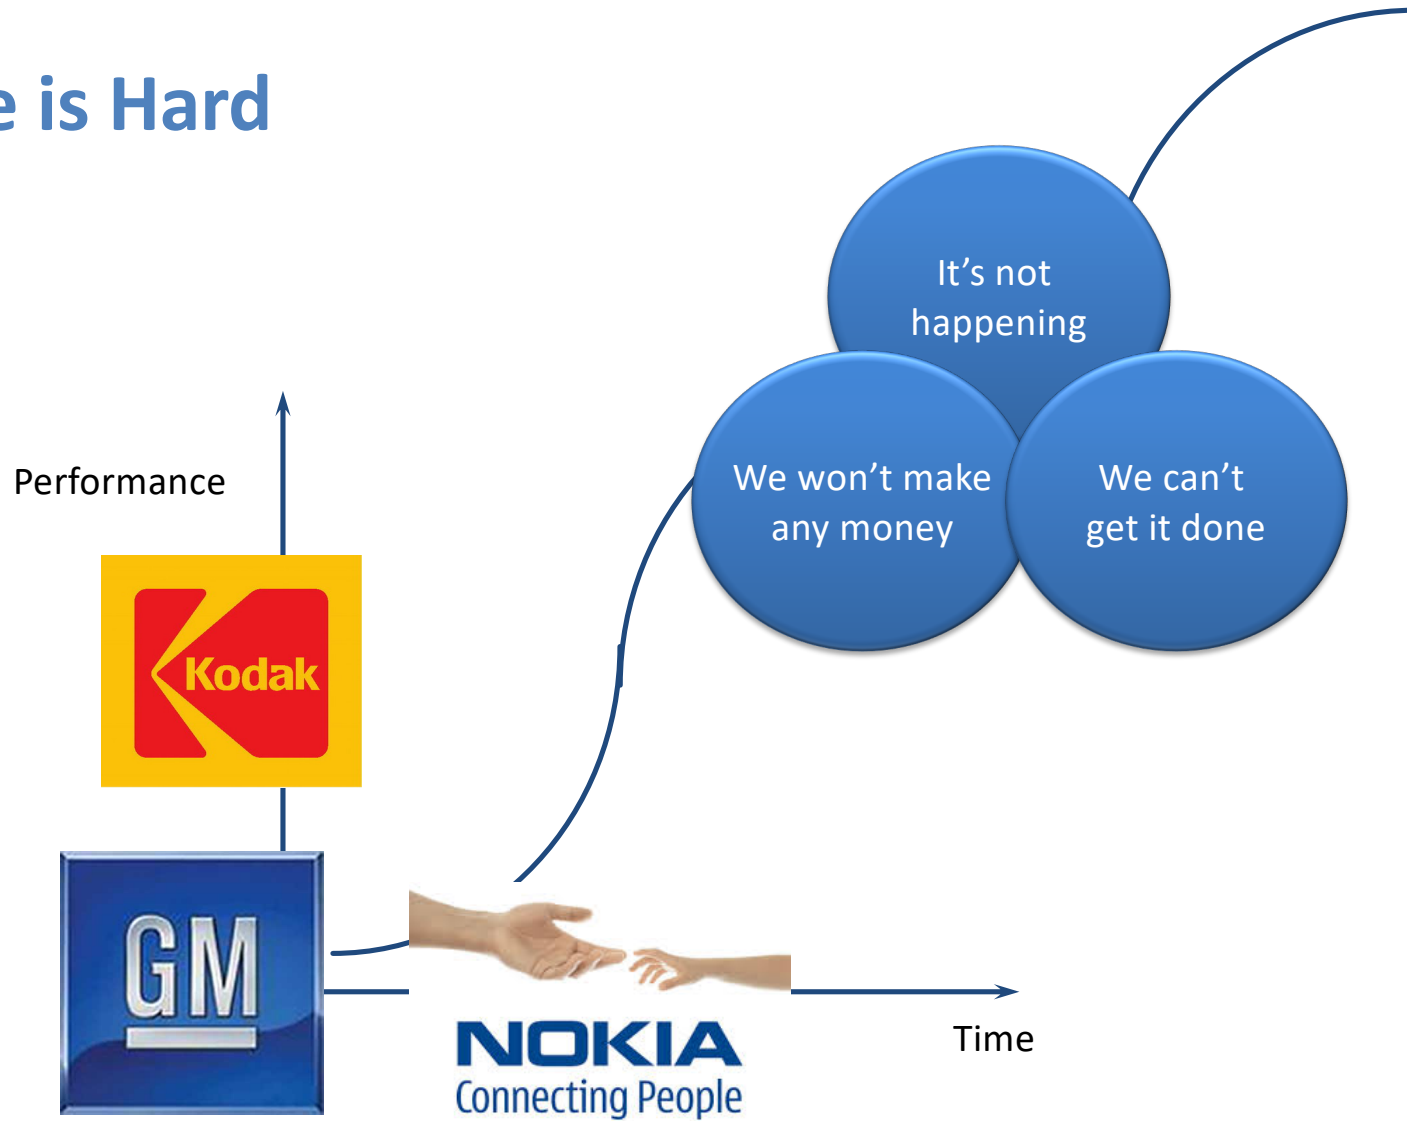 e is Hard
It’s not
happening
Performance
We won’t make
any money
We can’t
get it done
Kodak
GM
NOKIA
Connecting People
Time